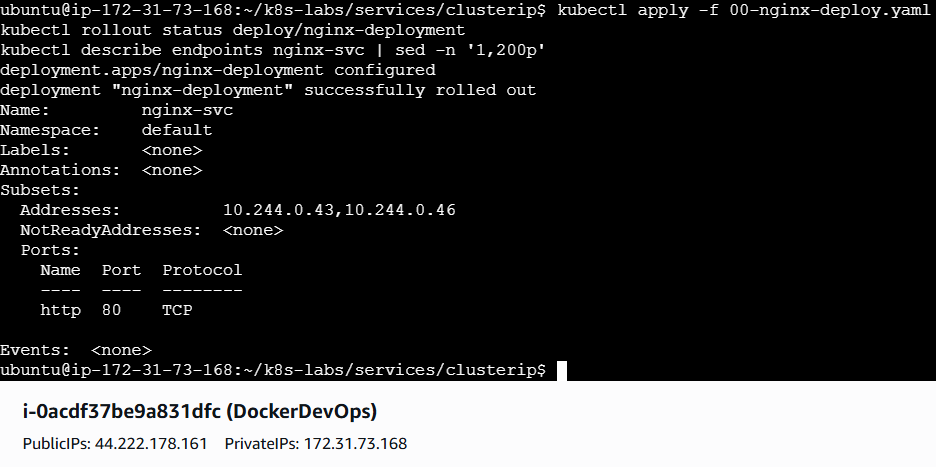 ubuntu@ip-172-31-73-168:~/k8s-labs/services/clusterip$ kubectl apply -f 00-nginx-deploy.yaml
kubectl rollout status deploy/nginx-deployment
kubectl describe endpoints nginx-svc | sed -n '1,200p'
deployment.apps/nginx-deployment configured
deployment "nginx-deployment" successfully rolled out
Name:         nginx-svc
Namespace:    default
Labels:       <none>
Annotations:  <none>
Subsets:
  Addresses:          10.244.0.43,10.244.0.46
  NotReadyAddresses:  <none>
  Ports:
    Name  Port  Protocol
    ----  ----  --------
    http  80    TCP

Events:  <none>
ubuntu@ip-172-31-73-168:~/k8s-labs/services/clusterip$
i-0acdf37be9a831dfc (DockerDevOps)
PublicIPs: 44.222.178.161    PrivateIPs: 172.31.73.168